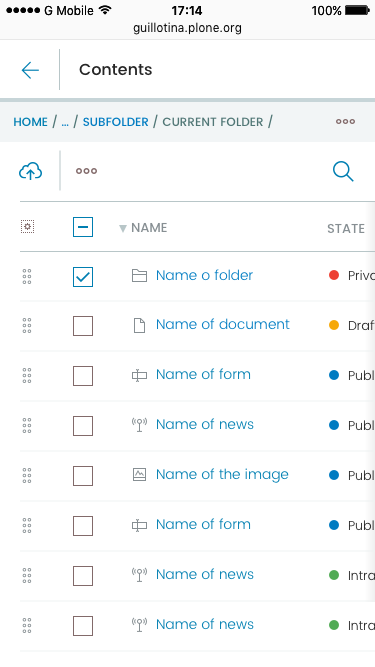 G Mobile 17:14 100%
guillotina.plone.org
Contents
HOME / ... / SUBFOLDER / CURRENT FOLDER /
NAME STATE
Name o folder Priva
Name of document Draf
Name of form Publ
Name of news Publ
Name of the image Publ
Name of form Publ
Name of news Intra
Name of news Intra